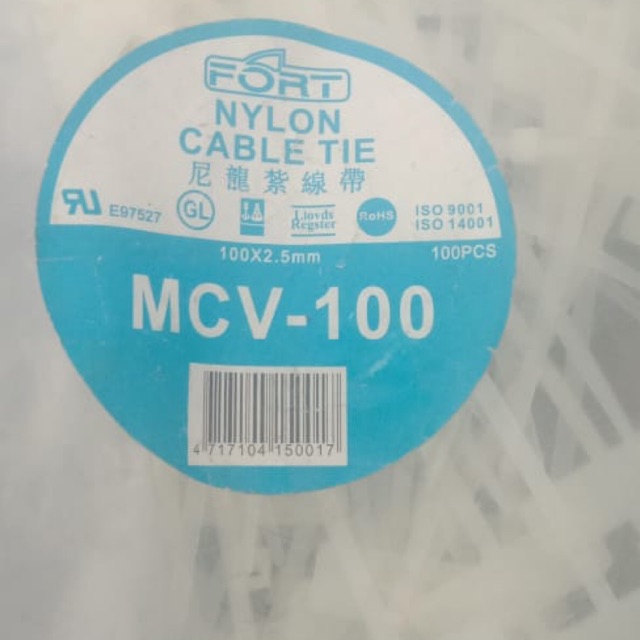 FORT
NYLON
CABLE TIE
尼龍紮線帶
E97527
GL
Lloyds
Regster
RoHS
ISO 9001
ISO 14001
100X2.5mm
100PCS
MCV-100
4 717104 150017